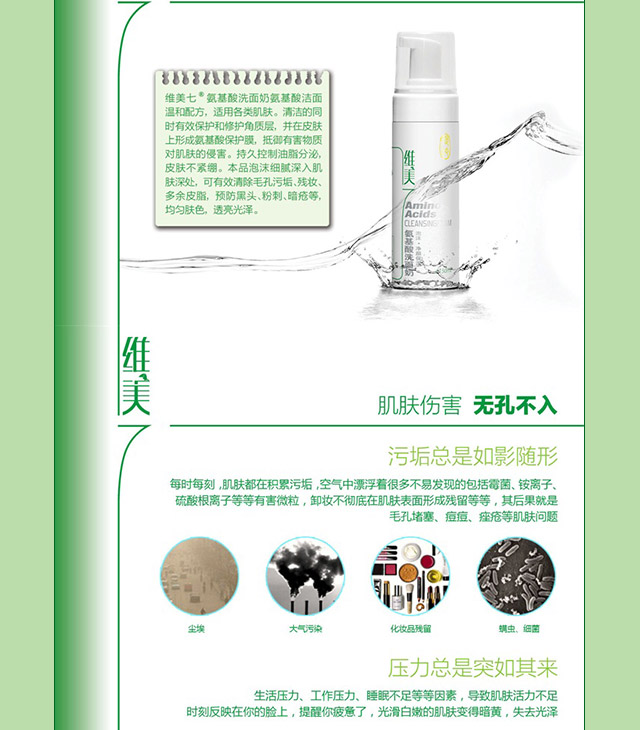 维美七®氨基酸洗面奶氨基酸洁面
温和配方，适用各类肌肤。清洁的同
时有效保护和修护角质层，并在皮肤
上形成氨基酸保护膜，抵御有害物质
对肌肤的侵害。持久控制油脂分泌，
皮肤不紧绷。本品泡沫细腻深入肌
肤深处，可有效清除毛孔污垢、残妆、
多余皮脂，预防黑头、粉刺、暗疮等，
均匀肤色，透亮光泽。
维美
Amino
Acids
CLEANSING
氨基酸洗面奶
维美
肌肤伤害 无孔不入
污垢总是如影随形
每时每刻，肌肤都在积累污垢，空气中漂浮着很多不易发现的包括霉菌、铵离子、
硫酸根离子等等有害微粒，卸妆不彻底在肌肤表面形成残留等等，其后果就是
毛孔堵塞、痘痘、痤疮等肌肤问题
尘埃
大气污染
化妆品残留
螨虫、细菌
压力总是突如其来
生活压力、工作压力、睡眠不足等等因素，导致肌肤活力不足
时刻反映在你的脸上，提醒你疲惫了，光滑白嫩的肌肤变得暗黄，失去光泽